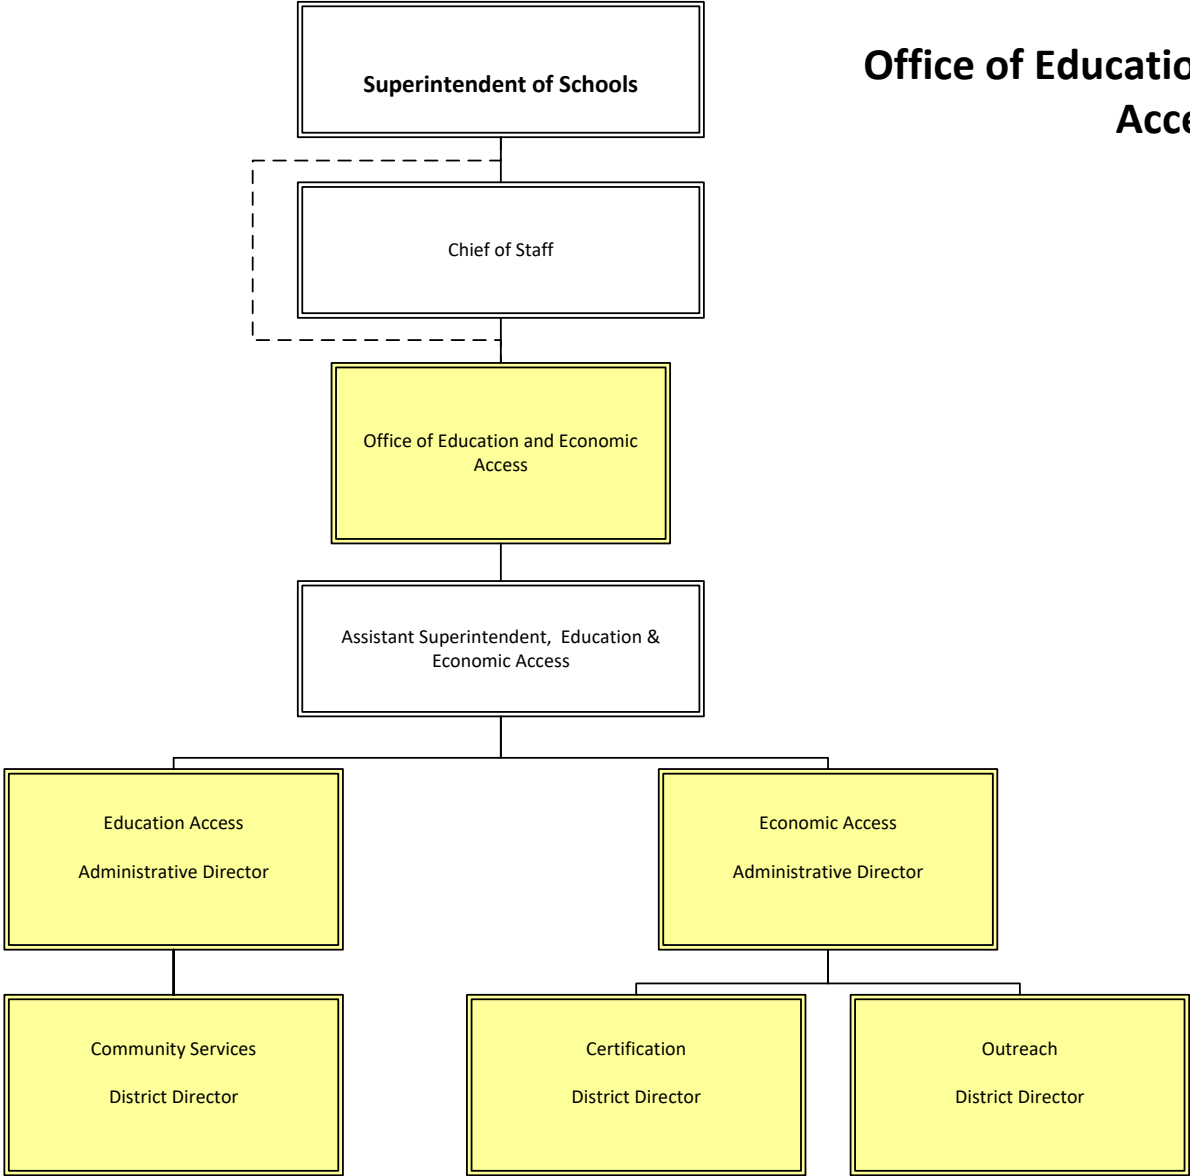 Office of Educatio
Acce
Superintendent of Schools
Chief of Staff
Office of Education and Economic
Access
Assistant Superintendent,  Education &
Economic Access
Education Access
Administrative Director
Economic Access
Administrative Director
Community Services
District Director
Certification
District Director
Outreach
District Director